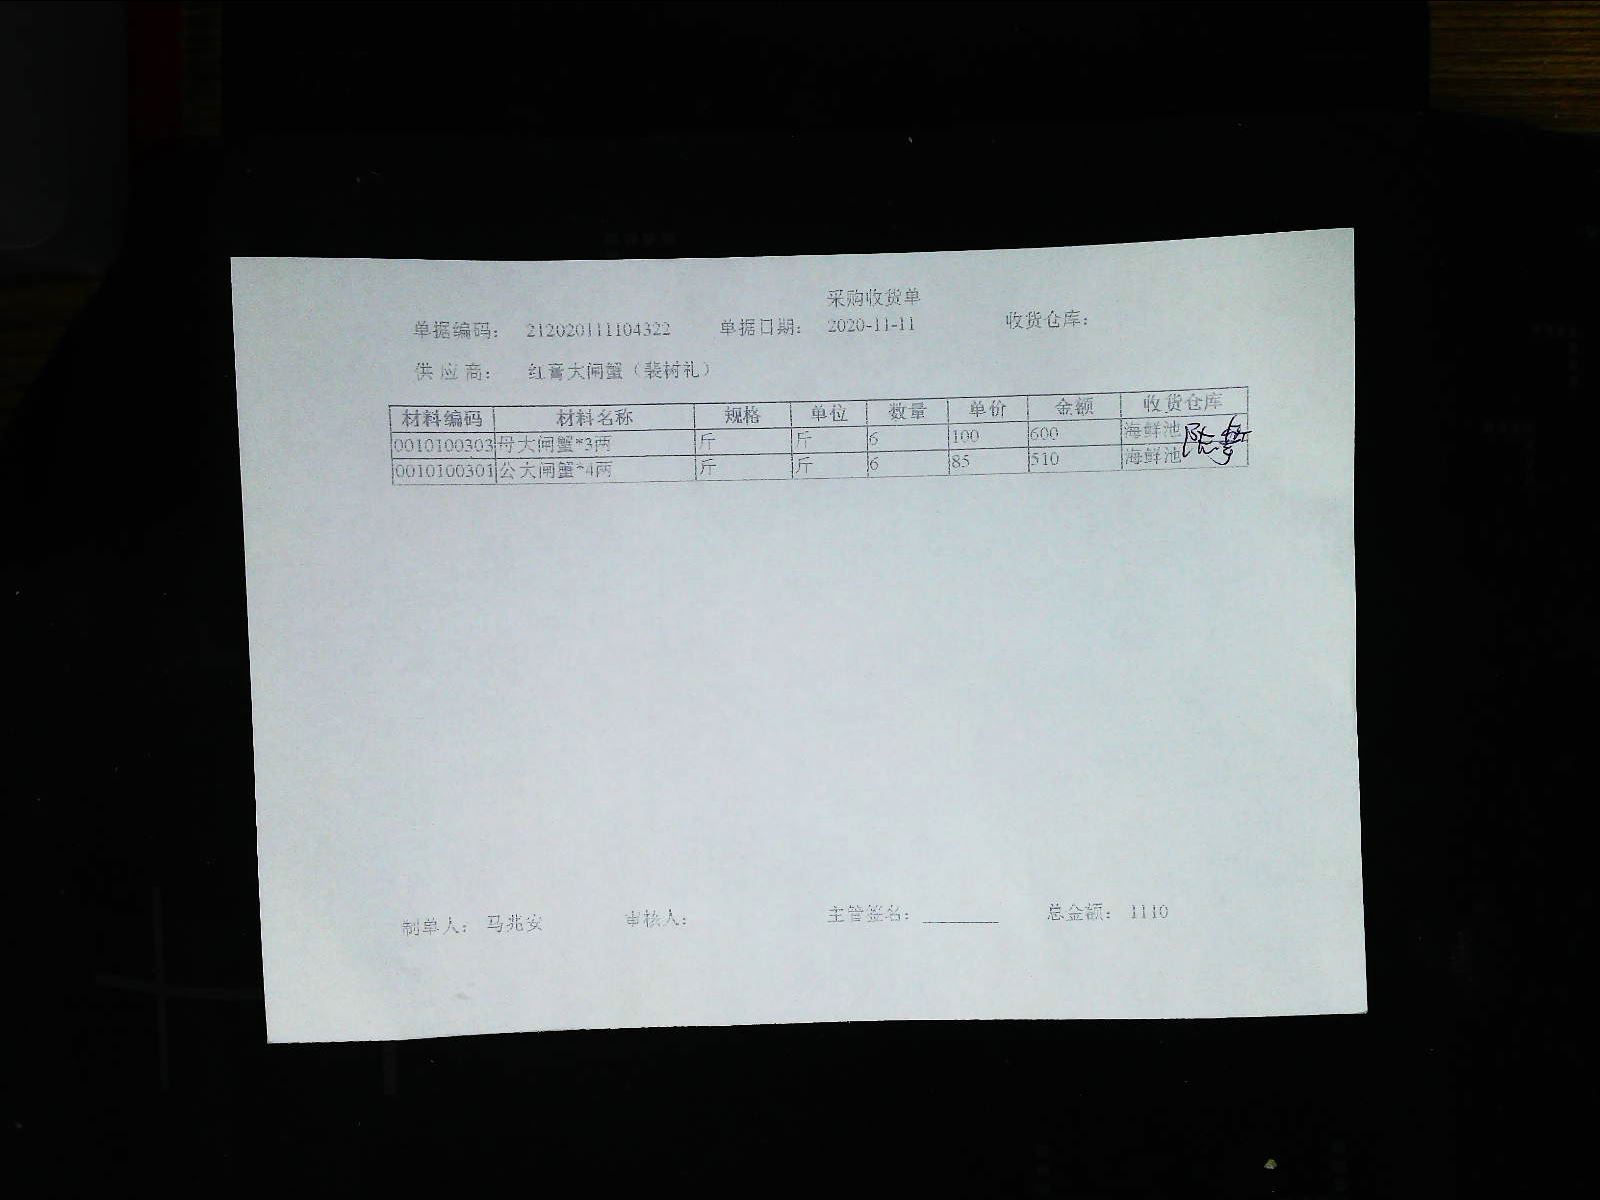 采购收货单
单据编码： 212020111104322 单据日期： 2020-11-11 收货仓库：
供 应 商： 红膏大闸蟹（裴树礼）
材料编码 材料名称 规格 单位 数量 单价 金额 收货仓库
0010100303 母大闸蟹*3两 斤 斤 6 100 600 海鲜池
0010100301 公大闸蟹*4两 斤 斤 6 85 510 海鲜池
制单人： 马兆安 审核人： 主管签名： 总金额： 1110